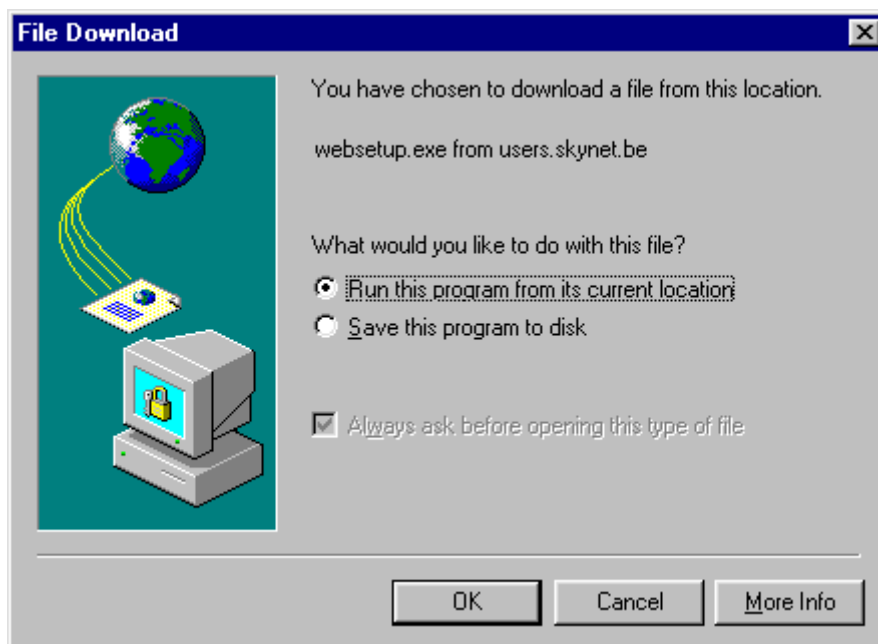 File Download
You have chosen to download a file from this location.
websetup.exe from users.skynet.be
What would you like to do with this file?
Run this program from its current location
Save this program to disk
Always ask before opening this type of file
OK
Cancel
More Info